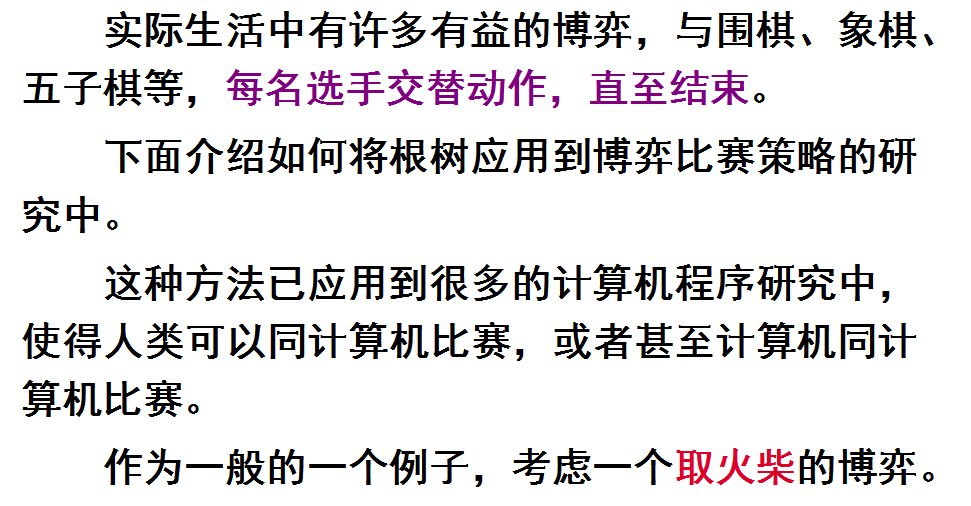 实际生活中有许多有益的博弈，与围棋、象棋、
五子棋等，每名选手交替动作，直至结束。
下面介绍如何将根树应用到博弈比赛策略的研
究中。
这种方法已应用到很多的计算机程序研究中，
使得人类可以同计算机比赛，或者甚至计算机同计
算机比赛。
作为一般的一个例子，考虑一个取火柴的博弈。